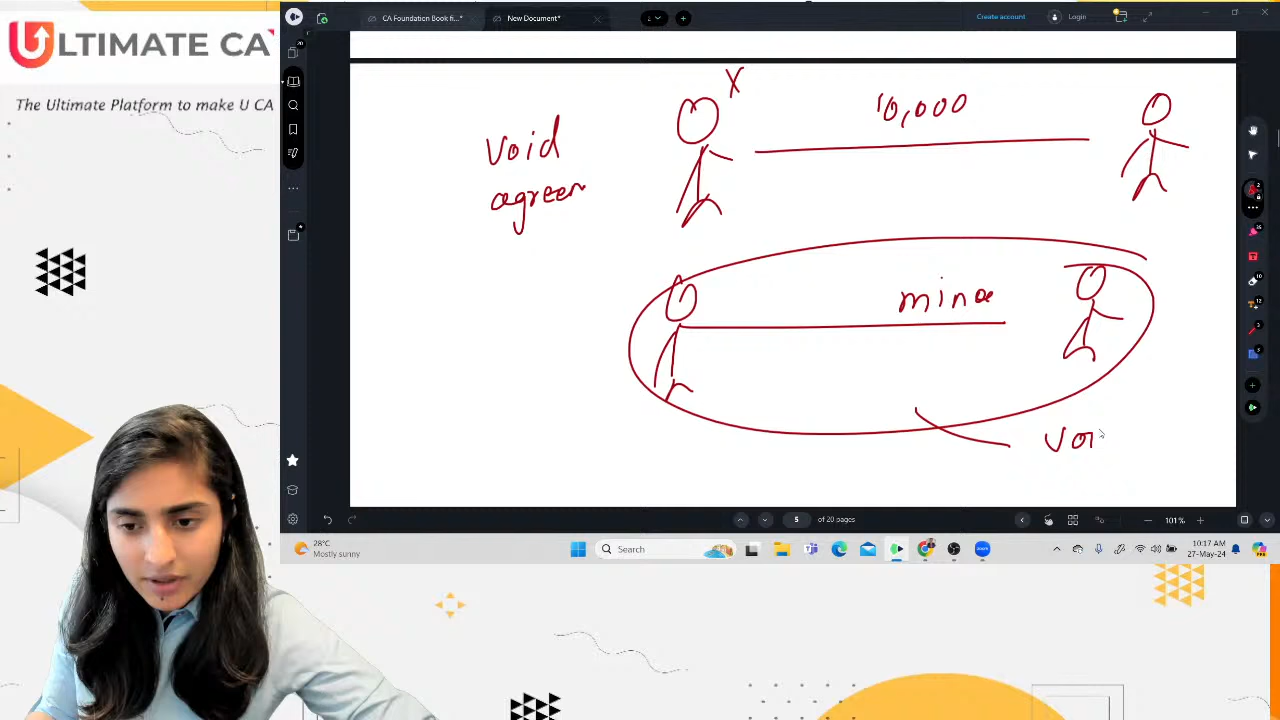 ULTIMATE CA
The Ultimate Platform to make U CA
CA Foundation Book fi...*
New Document*
Create account
Login
X
10,000
void
agreem
minor
voi
5
of 20 pages
101%
28°C
Mostly sunny
Search
10:17 AM
27-May-24